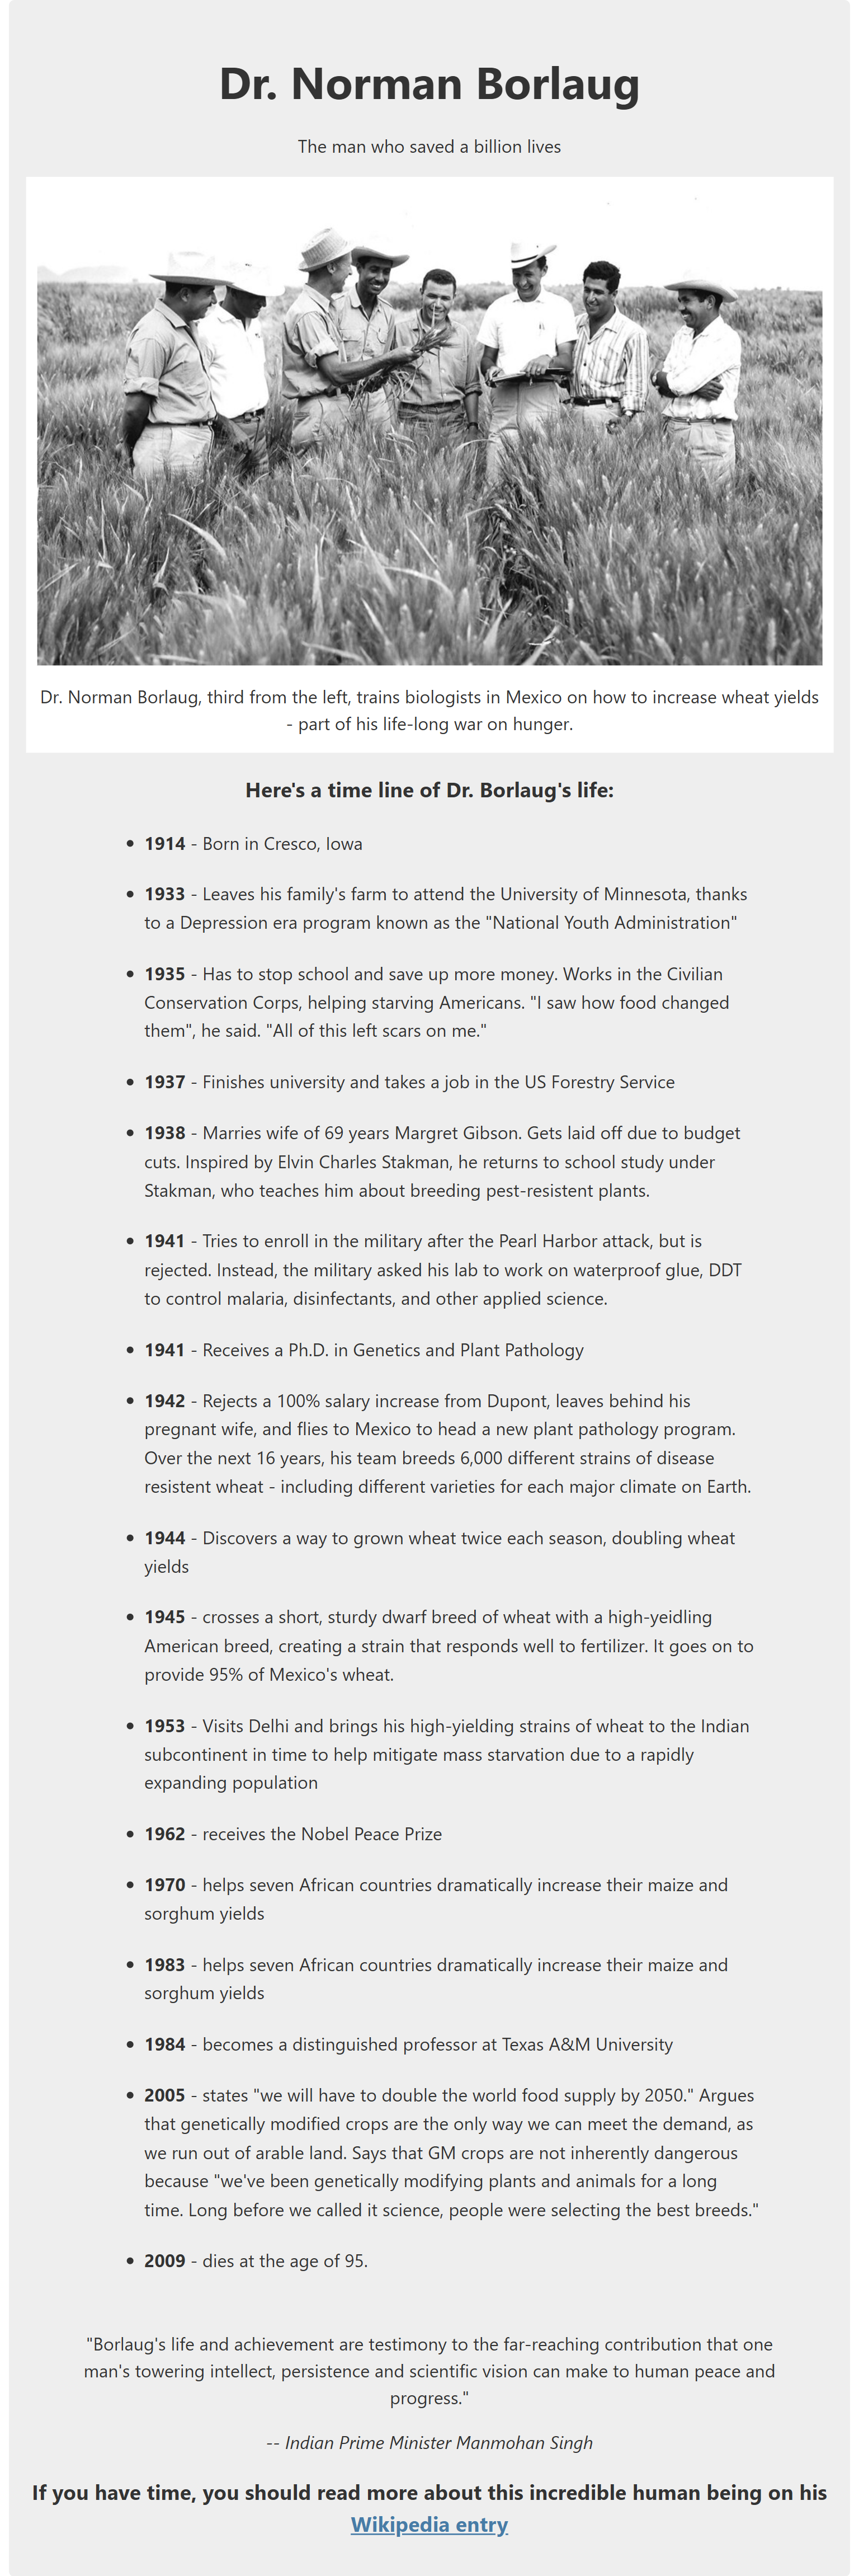 Dr. Norman Borlaug
The man who saved a billion lives
Dr. Norman Borlaug, third from the left, trains biologists in Mexico on how to increase wheat yields
- part of his life-long war on hunger.
Here's a time line of Dr. Borlaug's life:
• 1914 - Born in Cresco, Iowa
• 1933 - Leaves his family's farm to attend the University of Minnesota, thanks
to a Depression era program known as the "National Youth Administration"
• 1935 - Has to stop school and save up more money. Works in the Civilian
Conservation Corps, helping starving Americans. "I saw how food changed
them", he said. "All of this left scars on me."
• 1937 - Finishes university and takes a job in the US Forestry Service
• 1938 - Marries wife of 69 years Margret Gibson. Gets laid off due to budget
cuts. Inspired by Elvin Charles Stakman, he returns to school study under
Stakman, who teaches him about breeding pest-resistent plants.
• 1941 - Tries to enroll in the military after the Pearl Harbor attack, but is
rejected. Instead, the military asked his lab to work on waterproof glue, DDT
to control malaria, disinfectants, and other applied science.
• 1941 - Receives a Ph.D. in Genetics and Plant Pathology
• 1942 - Rejects a 100% salary increase from Dupont, leaves behind his
pregnant wife, and flies to Mexico to head a new plant pathology program.
Over the next 16 years, his team breeds 6,000 different strains of disease
resistent wheat - including different varieties for each major climate on Earth.
• 1944 - Discovers a way to grown wheat twice each season, doubling wheat
yields
• 1945 - crosses a short, sturdy dwarf breed of wheat with a high-yeidling
American breed, creating a strain that responds well to fertilizer. It goes on to
provide 95% of Mexico's wheat.
• 1953 - Visits Delhi and brings his high-yielding strains of wheat to the Indian
subcontinent in time to help mitigate mass starvation due to a rapidly
expanding population
• 1962 - receives the Nobel Peace Prize
• 1970 - helps seven African countries dramatically increase their maize and
sorghum yields
• 1983 - helps seven African countries dramatically increase their maize and
sorghum yields
• 1984 - becomes a distinguished professor at Texas A&M University
• 2005 - states "we will have to double the world food supply by 2050." Argues
that genetically modified crops are the only way we can meet the demand, as
we run out of arable land. Says that GM crops are not inherently dangerous
because "we've been genetically modifying plants and animals for a long
time. Long before we called it science, people were selecting the best breeds."
• 2009 - dies at the age of 95.
"Borlaug's life and achievement are testimony to the far-reaching contribution that one
man's towering intellect, persistence and scientific vision can make to human peace and
progress."
-- Indian Prime Minister Manmohan Singh
If you have time, you should read more about this incredible human being on his
Wikipedia entry